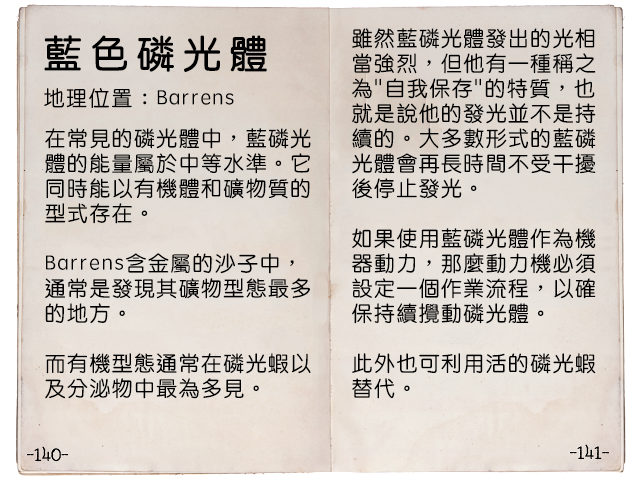 藍色磷光體
地理位置：Barrens
在常見的磷光體中，藍磷光
體的能量屬於中等水準。它
同時能以有機體和礦物質的
型式存在。
Barrens含金屬的沙子中，
通常是發現其礦物型態最多
的地方。
而有機型態通常在磷光蝦以
及分泌物中最為多見。
-140-
雖然藍磷光體發出的光相
當強烈，但他有一種稱之
為"自我保存"的特質，也
就是說他的發光並不是持
續的。大多數形式的藍磷
光體會再長時間不受干擾
後停止發光。
如果使用藍磷光體作為機
器動力，那麼動力機必須
設定一個作業流程，以確
保持續攪動磷光體。
此外也可利用活的磷光蝦
替代。
-141-